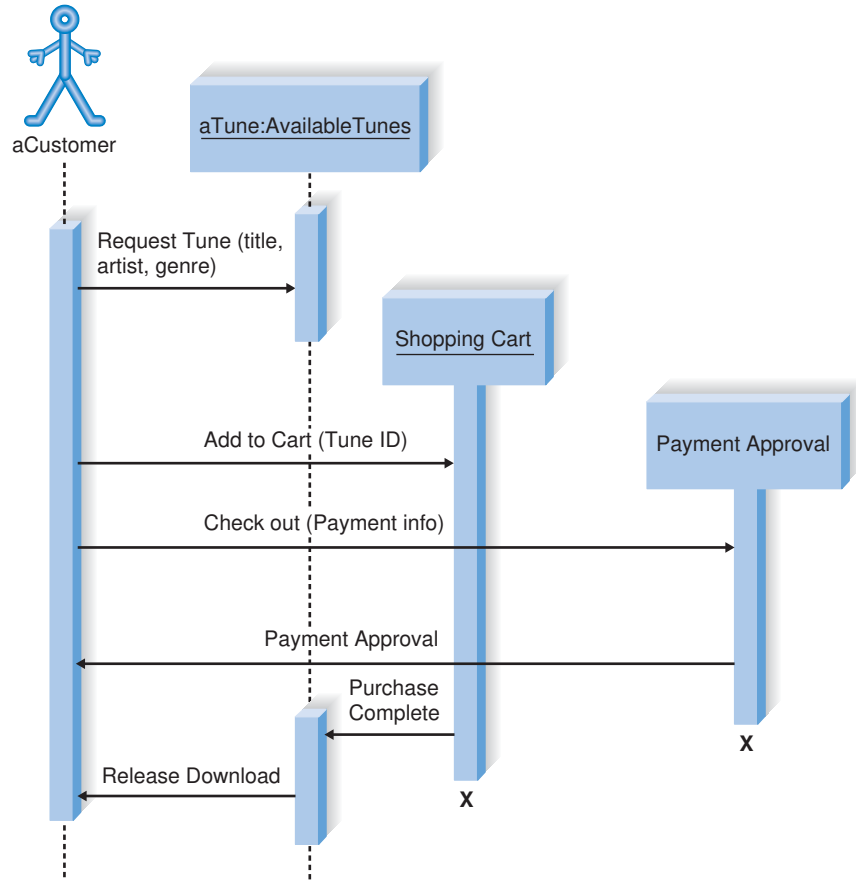 aCustomer
aTune:AvailableTunes
Request Tune (title,
artist, genre)
Shopping Cart
Payment Approval
Add to Cart (Tune ID)
Check out (Payment info)
Payment Approval
Purchase
Complete
X
Release Download
X